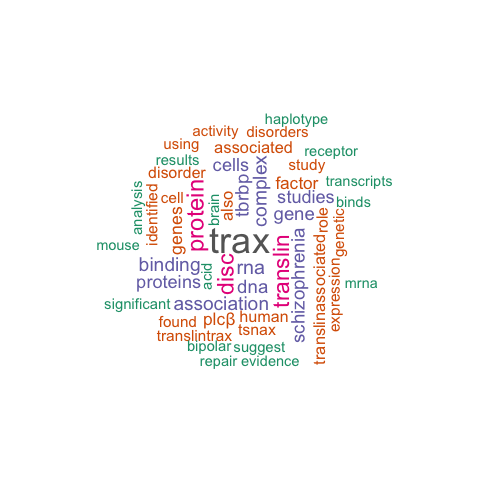 haplotype
activity disorders
using associated receptor
results cells study
disorder complex factor transcripts
analysis identified cell protein brain also tbrbp studies binds
genes gene role genetic
mouse trax
binding disc rna translin schizophrenia translinassociated expression
proteins acid dna mrna
significant association
found plcβ human
translintrax tsnax
bipolar suggest
repair evidence